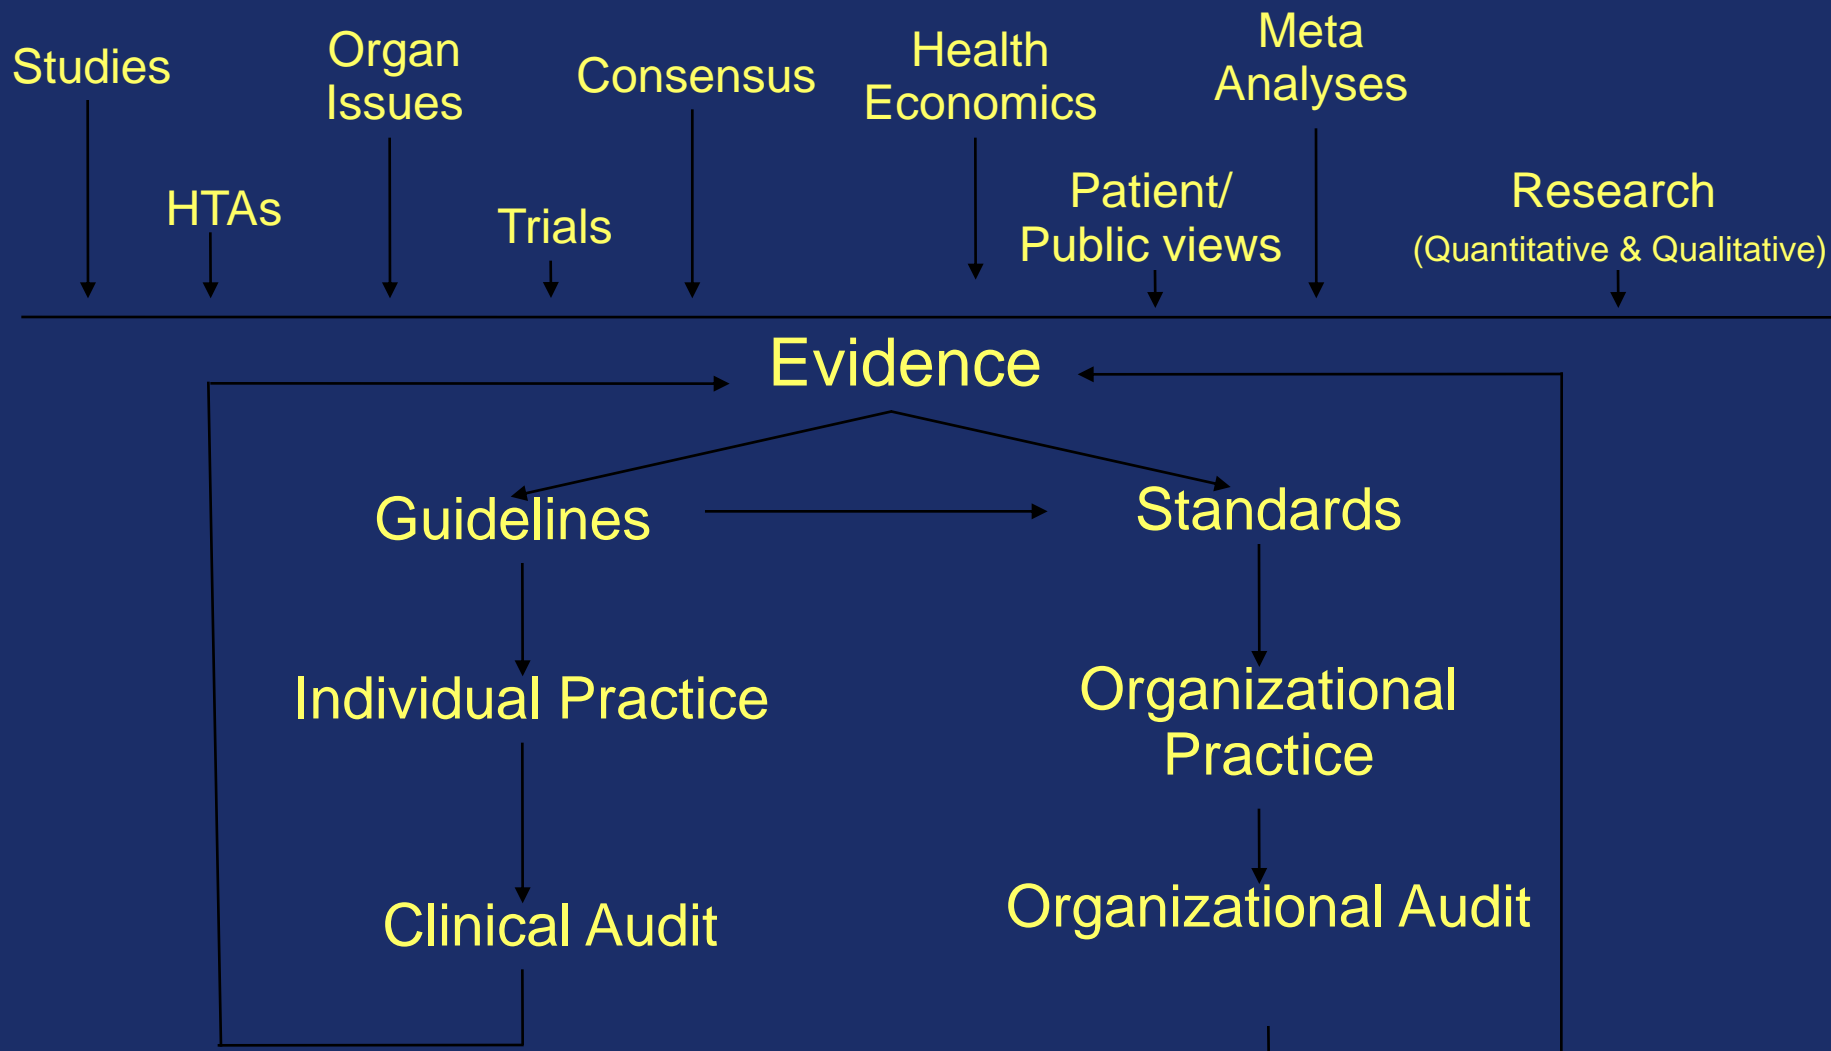 Studies
Organ
Issues
Consensus
Health
Economics
Meta
Analyses
HTAs
Trials
Patient/
Public views
Research
(Quantitative & Qualitative)
Evidence
Guidelines
Standards
Individual Practice
Organizational
Practice
Clinical Audit
Organizational Audit